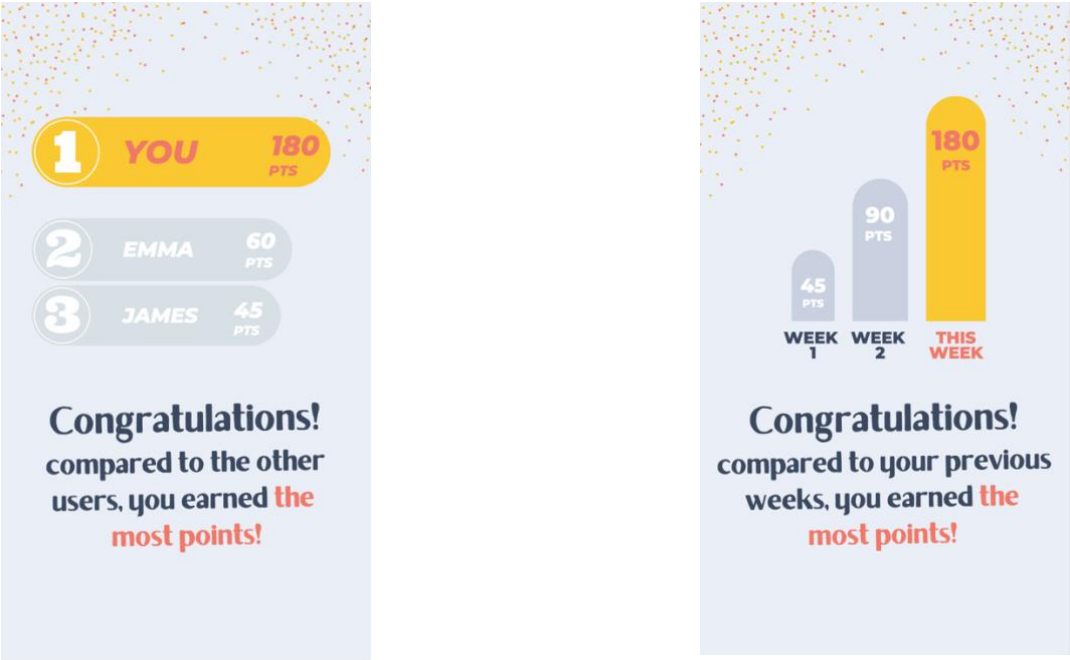 1 YOU 180 PTS
2 EMMA 60 PTS
3 JAMES 45 PTS
Congratulations!
compared to the other
users, you earned the
most points!
180
PTS
90
PTS
45
PTS
WEEK 1
WEEK 2
THIS WEEK
Congratulations!
compared to your previous
weeks, you earned the
most points!